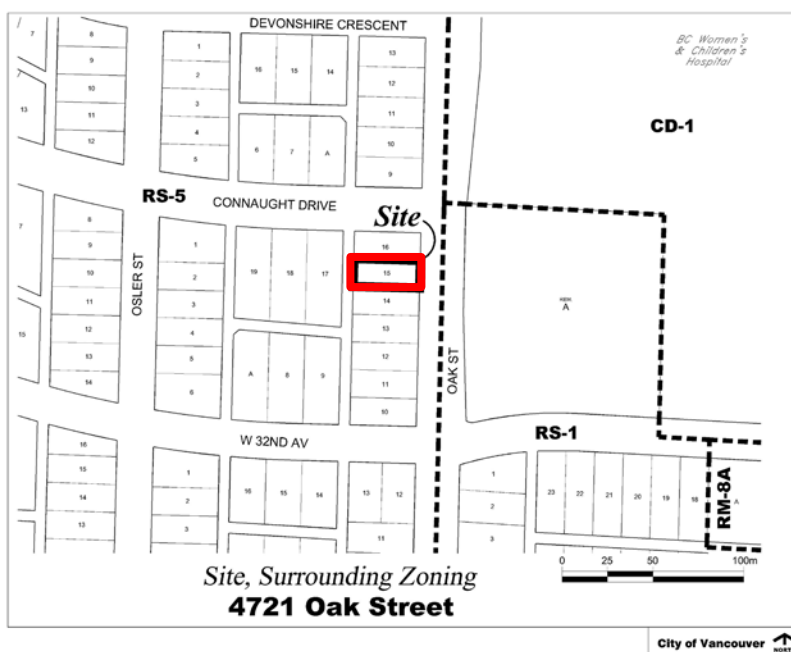 DEVONSHIRE CRESCENT
BC Women's
& Children's
Hospital
7 8 1 16 15 14 13
9 2 12
10 3 11
13 11 4 10
12 5 6 7 A 9
CD-1
RS-5
CONNAUGHT DRIVE
Site
8 1 16
7 9 2 19 18 17 15
10 3 14
OSLER ST
11 4 13
12 5 A 8 9 12
15 13 6 11
14 10
A
OAK ST
W 32ND AV
RS-1
16 1 16 15 14 13 12 1 23 22 21 20 19 18 A
15 2 2
14 3 11 3
13
RM-8A
0 25 50 100m
Site, Surrounding Zoning
4721 Oak Street
City of Vancouver
NORTH